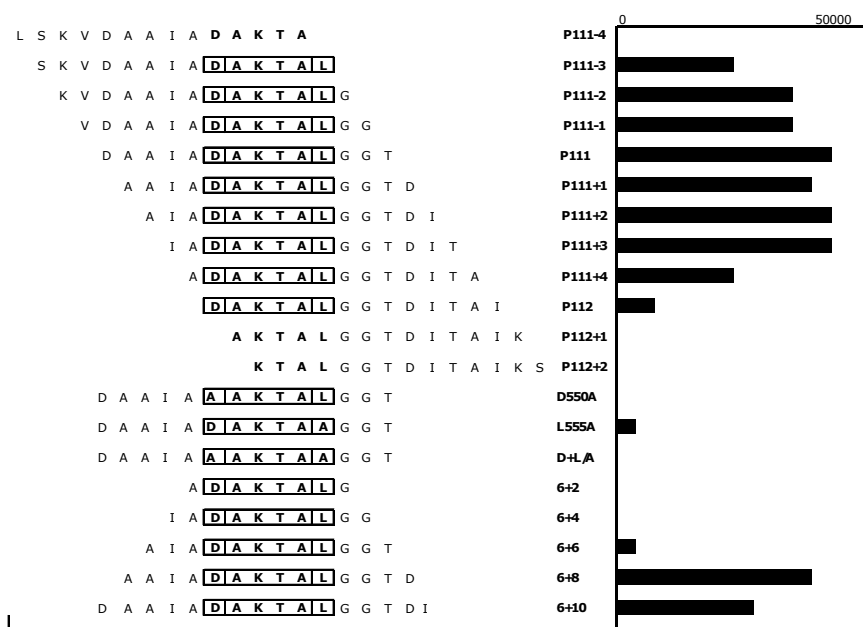 0 50000
L S K V D A A I A D A K T A P111-4
S K V D A A I A D A K T A L P111-3
K V D A A I A D A K T A L G P111-2
V D A A I A D A K T A L G G P111-1
D A A I A D A K T A L G G T P111
A A I A D A K T A L G G T D P111+1
A I A D A K T A L G G T D I P111+2
I A D A K T A L G G T D I T P111+3
A D A K T A L G G T D I T A P111+4
D A K T A L G G T D I T A I P112
A K T A L G G T D I T A I K P112+1
K T A L G G T D I T A I K S P112+2
D A A I A A A K T A L G G T D550A
D A A I A D A K T A A G G T L555A
D A A I A A A K T A A G G T D+L/A
A D A K T A L G 6+2
I A D A K T A L G G 6+4
A I A D A K T A L G G T 6+6
A A I A D A K T A L G G T D 6+8
D A A I A D A K T A L G G T D I 6+10